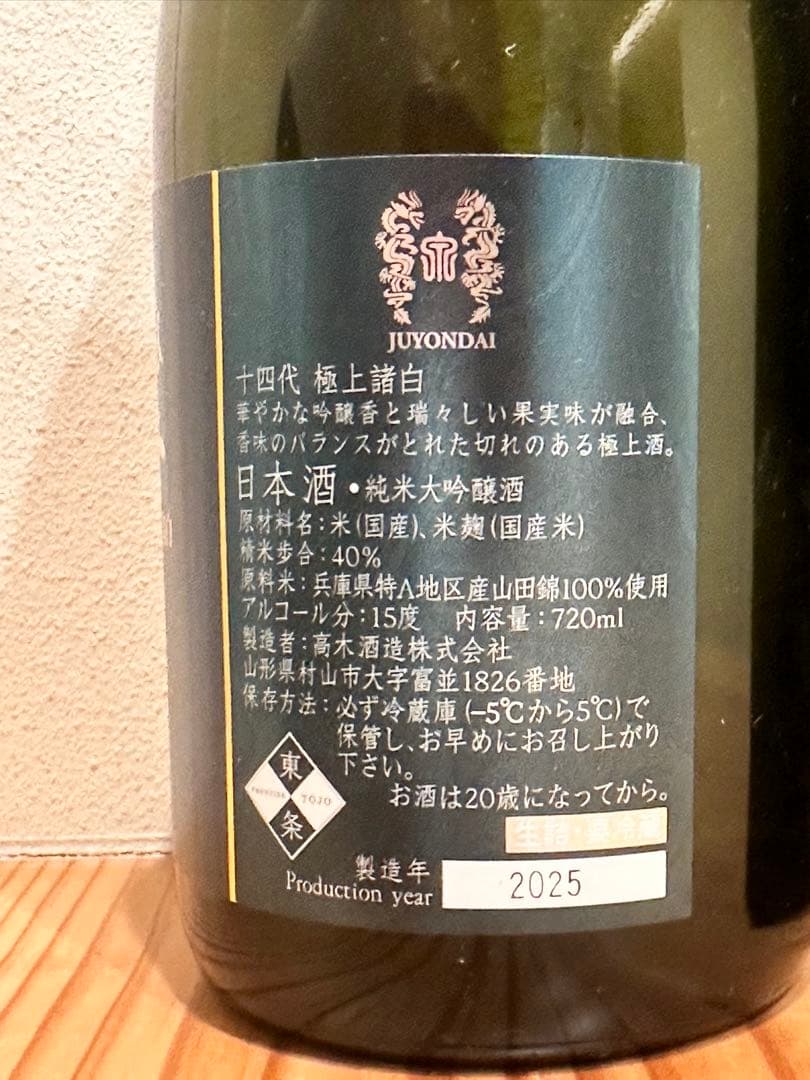 JUYONDAI
十四代 極上諸白
華やかな吟醸香と瑞々しい果実味が融合、
香味のバランスがとれた切れのある極上酒。
日本酒・純米大吟醸酒
原材料名:米(国産)、米麹(国産米)
精米歩合:40%
原料米:兵庫県特A地区産山田錦100%使用
アルコール分:15度 内容量:720ml
製造者:高木酒造株式会社
山形県村山市大字富並1826番地
保存方法:必ず冷蔵庫(-5℃から5℃)で
保管し、お早めにお召し上がり
下さい。
東条
TOJO
お酒は20歳になってから。
生詰・要冷蔵
製造年
Production year
2025